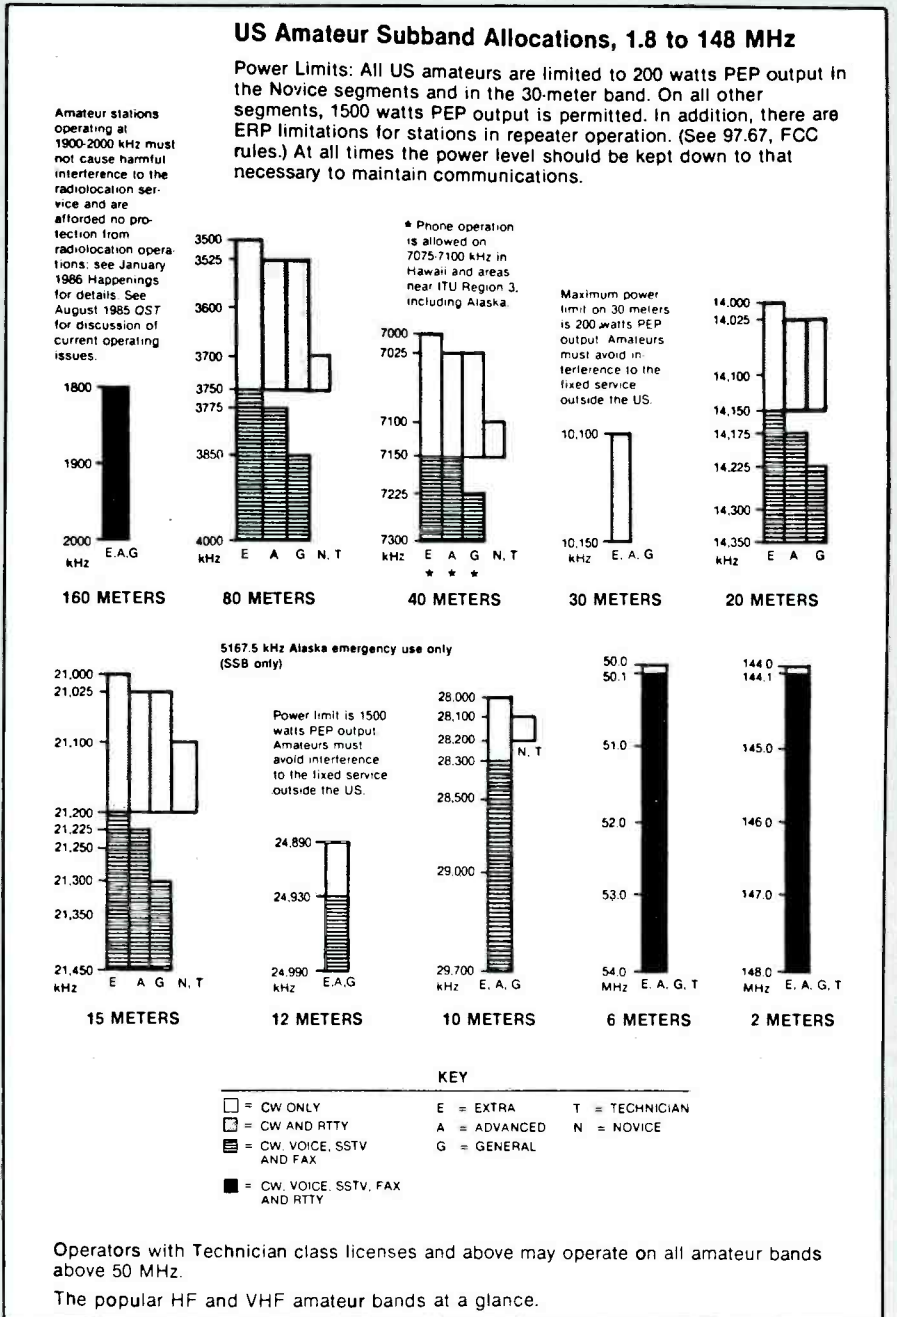 US Amateur Subband Allocations, 1.8 to 148 MHz
Power Limits: All US amateurs are limited to 200 watts PEP output in
the Novice segments and in the 30-meter band. On all other
segments, 1500 watts PEP output is permitted. In addition, there are
ERP limitations for stations in repeater operation. (See 97.67, FCC
rules.) At all times the power level should be kept down to that
necessary to maintain communications.
Amateur stations
operating at
1900-2000 kHz must
not cause harmful
interference to the
radiolocation ser-
vice and are
afforded no pro-
tection from
radiolocation opera-
tions: see January
1986 Happenings
for details. See
August 1985 QST
for discussion of
current operating
issues.
1800
1900
2000
kHz
E.A.G
160 METERS
3500
3525
3600
3700
3750
3775
3850
4000
kHz
E A G N, T
80 METERS
* Phone operation
is allowed on
7075-7100 kHz in
Hawaii and areas
near ITU Region 3,
including Alaska.
7000
7025
7100
7150
7225
7300
kHz
E A G N, T
* * *
40 METERS
Maximum power
limit on 30 meters
is 200 watts PEP
output. Amateurs
must avoid in-
terference to the
fixed service
outside the US.
10,100
10,150
kHz
E, A, G
30 METERS
14.000
14.025
14,100
14,150
14,175
14.225
14.300
14,350
kHz
E A G
20 METERS
5167.5 kHz Alaska emergency use only
(SSB only)
21,000
21,025
21,100
21,200
21.225
21.250
21,300
21,350
21,450
kHz
E A G N, T
15 METERS
Power limit is 1500
watts PEP output.
Amateurs must
avoid interference
to the fixed service
outside the US.
24,890
24,930
24,990
kHz
E,A,G
12 METERS
28.000
28,100
28.200
28.300
28,500
29.000
29.700
kHz
N, T
E, A, G
10 METERS
50.0
50.1
51.0
52.0
53.0
54.0
MHz
E, A, G, T
6 METERS
144.0
144.1
145.0
146.0
147.0
148.0
MHz
E, A, G, T
2 METERS
KEY
= CW ONLY
= CW AND RTTY
= CW, VOICE, SSTV
AND FAX
= CW, VOICE, SSTV, FAX
AND RTTY
E = EXTRA
A = ADVANCED
G = GENERAL
T = TECHNICIAN
N = NOVICE
Operators with Technician class licenses and above may operate on all amateur bands
above 50 MHz.
The popular HF and VHF amateur bands at a glance.